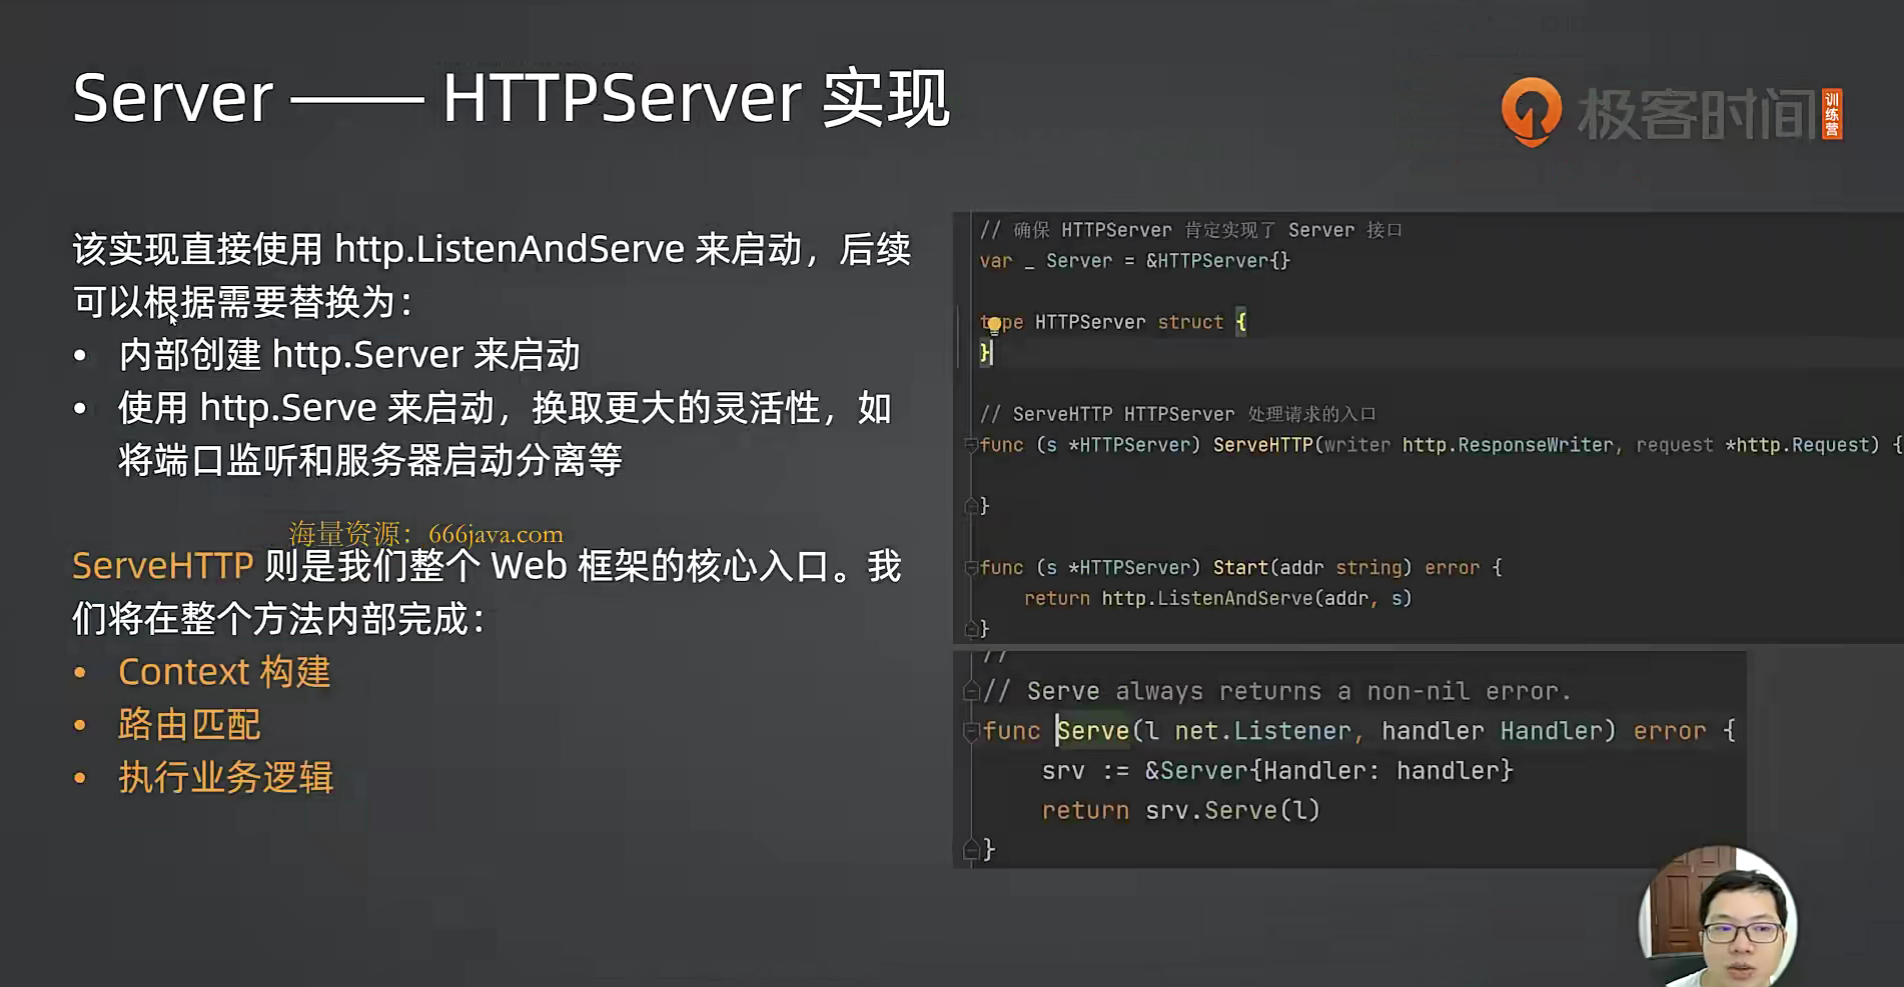 Server —— HTTPServer 实现
极客时间
训练营
该实现直接使用 http.ListenAndServe 来启动，后续
可以根据需要替换为：
• 内部创建 http.Server 来启动
• 使用 http.Serve 来启动，换取更大的灵活性，如
将端口监听和服务器启动分离等
海量资源：666java.com
ServeHTTP 则是我们整个 Web 框架的核心入口。我
们将在整个方法内部完成：
• Context 构建
• 路由匹配
• 执行业务逻辑
// 确保 HTTPServer 肯定实现了 Server 接口
var _ Server = &HTTPServer{}
type HTTPServer struct {
}
// ServeHTTP HTTPServer 处理请求的入口
func (s *HTTPServer) ServeHTTP(writer http.ResponseWriter, request *http.Request) {
}
func (s *HTTPServer) Start(addr string) error {
return http.ListenAndServe(addr, s)
}
//
// Serve always returns a non-nil error.
func Serve(l net.Listener, handler Handler) error {
srv := &Server{Handler: handler}
return srv.Serve(l)
}